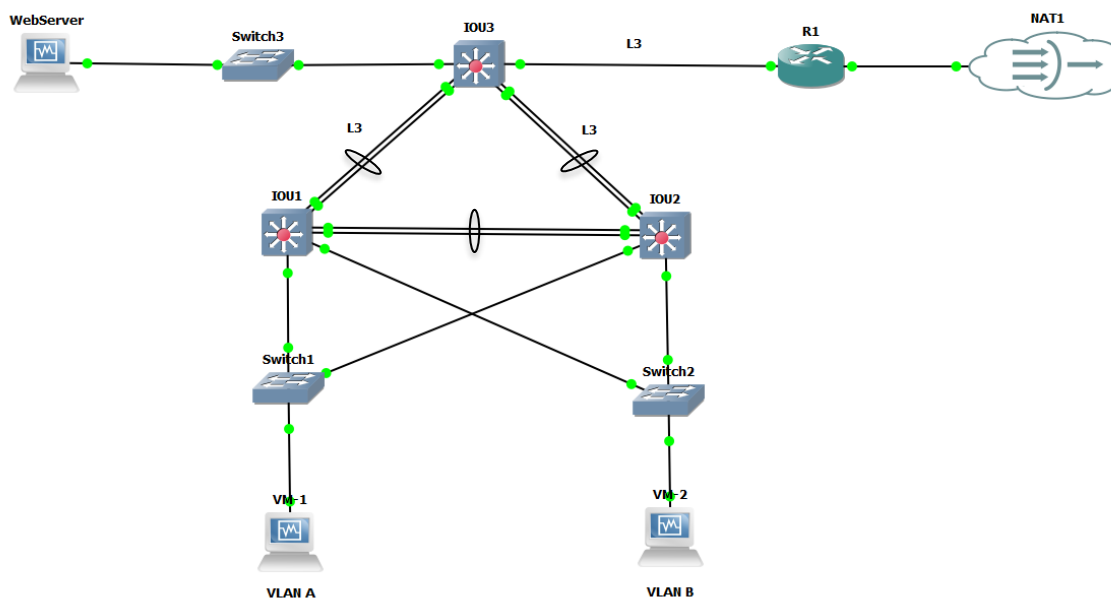 WebServer
Switch3
IOU3
L3
R1
NAT1
L3
L3
IOU1
IOU2
Switch1
Switch2
VM-1
VM-2
VLAN A
VLAN B